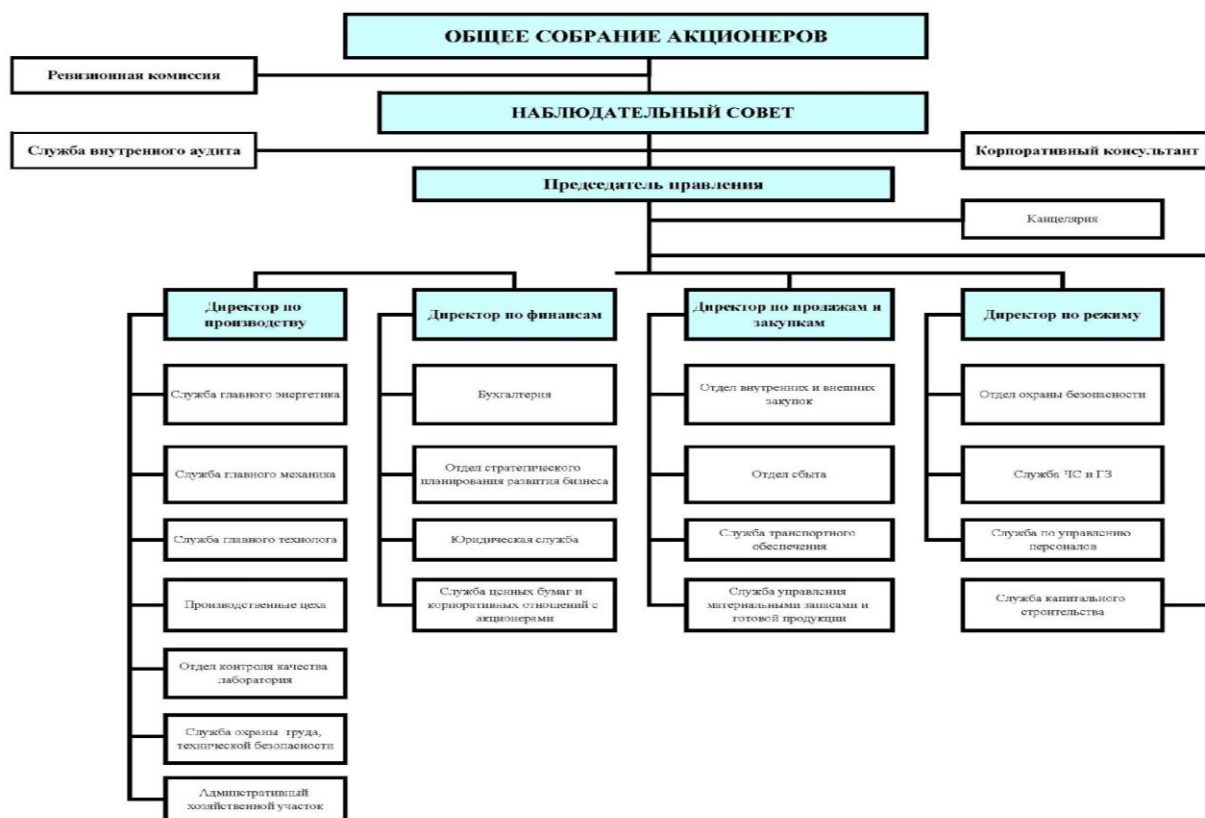 ОБЩЕЕ СОБРАНИЕ АКЦИОНЕРОВ
Ревизионная комиссия
НАБЛЮДАТЕЛЬНЫЙ СОВЕТ
Служба внутренного аудита
Корпоративный консультант
Председатель правления
Канцелярия
Директор по
производству
Директор по финансам
Директор по продажам и
закупкам
Директор по режиму
Служба главного энергетика
Бухгалтерия
Отдел внутренних и внешних
закупок
Отдел охраны безопасности
Служба главного механика
Отдел стратегического
планирования развития бизнеса
Отдел сбыта
Служба ЧС и ГЗ
Служба главного технолога
Юридическая служба
Служба транспортного
обеспечения
Служба по управлению
персоналов
Производственные цеха
Служба ценных бумаг и
корпоративных отношений с
акционерами
Служба управления
материальными запасами и
готовой продукции
Служба капитального
строительства
Отдел контроля качества
лаборатория
Служба охраны труда,
технической безопасности
Админстративный
хозяйственной участок